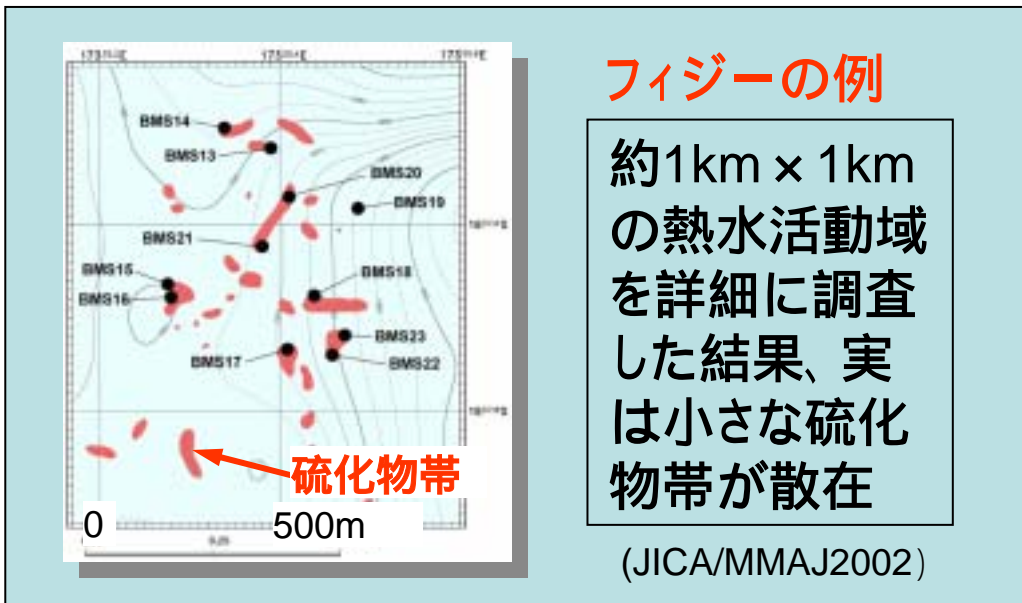 フィジーの例
約1km × 1km
の熱水活動域
を詳細に調査
した結果、実
は小さな硫化
物帯が散在
(JICA/MMAJ2002)
BMS14
BMS13
BMS20
BMS19
BMS21
BMS15
BMS18
BMS16
BMS23
BMS17
BMS22
硫化物帯
0
500m